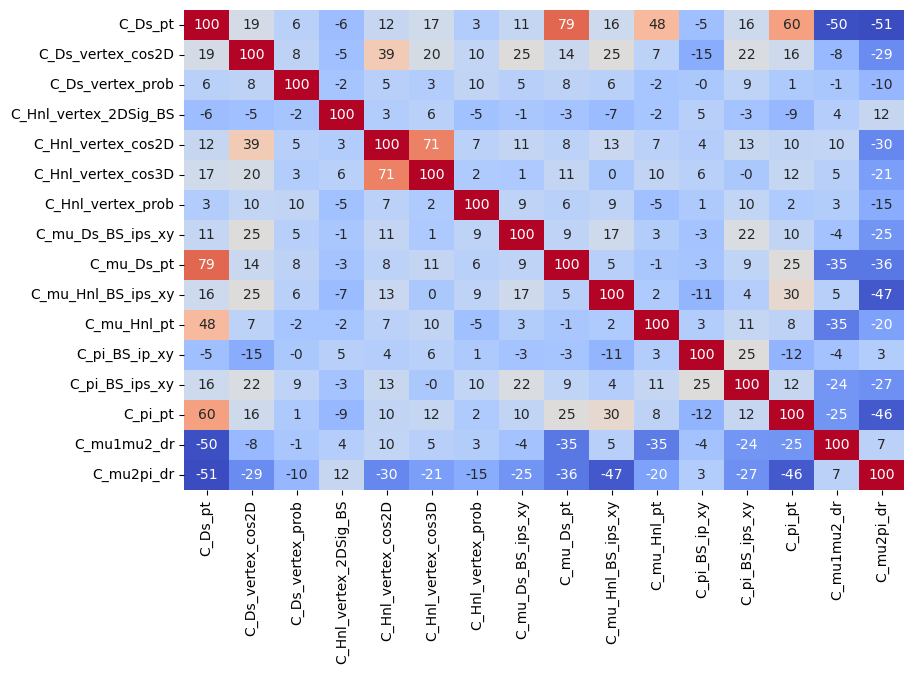 C_Ds_pt 100 19 6 -6 12 17 3 11 79 16 48 -5 16 60 -50 -51
C_Ds_vertex_cos2D 19 100 8 -5 39 20 10 25 14 25 7 -15 22 16 -8 -29
C_Ds_vertex_prob 6 8 100 -2 5 3 10 5 8 6 -2 -0 9 1 -1 -10
C_Hnl_vertex_2DSig_BS -6 -5 -2 100 3 6 -5 -1 -3 -7 -2 5 -3 -9 4 12
C_Hnl_vertex_cos2D 12 39 5 3 100 71 7 11 8 13 7 4 13 10 10 -30
C_Hnl_vertex_cos3D 17 20 3 6 71 100 2 1 11 0 10 6 -0 12 5 -21
C_Hnl_vertex_prob 3 10 10 -5 7 2 100 9 6 9 -5 1 10 2 3 -15
C_mu_Ds_BS_ips_xy 11 25 5 -1 11 1 9 100 9 17 3 -3 22 10 -4 -25
C_mu_Ds_pt 79 14 8 -3 8 11 6 9 100 5 -1 -3 9 25 -35 -36
C_mu_Hnl_BS_ips_xy 16 25 6 -7 13 0 9 17 5 100 2 -11 4 30 5 -47
C_mu_Hnl_pt 48 7 -2 -2 7 10 -5 3 -1 2 100 3 11 8 -35 -20
C_pi_BS_ip_xy -5 -15 -0 5 4 6 1 -3 -3 -11 3 100 25 -12 -4 3
C_pi_BS_ips_xy 16 22 9 -3 13 -0 10 22 9 4 11 25 100 12 -24 -27
C_pi_pt 60 16 1 -9 10 12 2 10 25 30 8 -12 12 100 -25 -46
C_mu1mu2_dr -50 -8 -1 4 10 5 3 -4 -35 5 -35 -4 -24 -25 100 7
C_mu2pi_dr -51 -29 -10 12 -30 -21 -15 -25 -36 -47 -20 3 -27 -46 7 100
C_Ds_pt
C_Ds_vertex_cos2D
C_Ds_vertex_prob
C_Hnl_vertex_2DSig_BS
C_Hnl_vertex_cos2D
C_Hnl_vertex_cos3D
C_Hnl_vertex_prob
C_mu_Ds_BS_ips_xy
C_mu_Ds_pt
C_mu_Hnl_BS_ips_xy
C_mu_Hnl_pt
C_pi_BS_ip_xy
C_pi_BS_ips_xy
C_pi_pt
C_mu1mu2_dr
C_mu2pi_dr